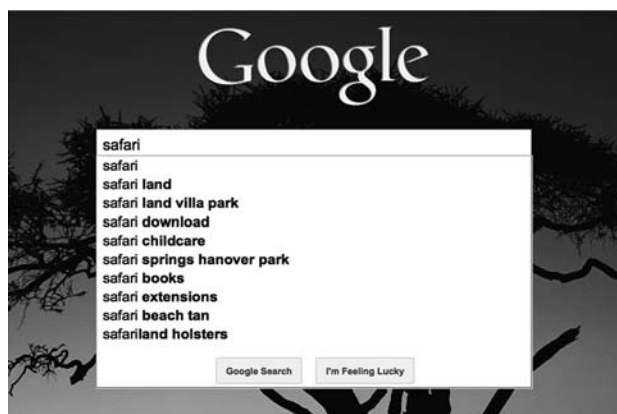 Google
safari
safari
safari land
safari land villa park
safari download
safari childcare
safari springs hanover park
safari books
safari extensions
safari beach tan
safariland holsters
Google Search I'm Feeling Lucky